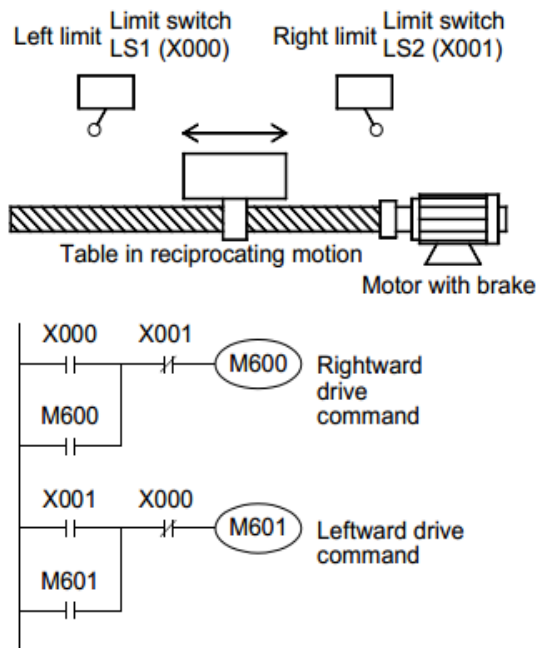 Left limit Limit switch LS1 (X000)
Right limit Limit switch LS2 (X001)
Table in reciprocating motion
Motor with brake
X000 X001
M600 Rightward drive command
M600
X001 X000
M601 Leftward drive command
M601